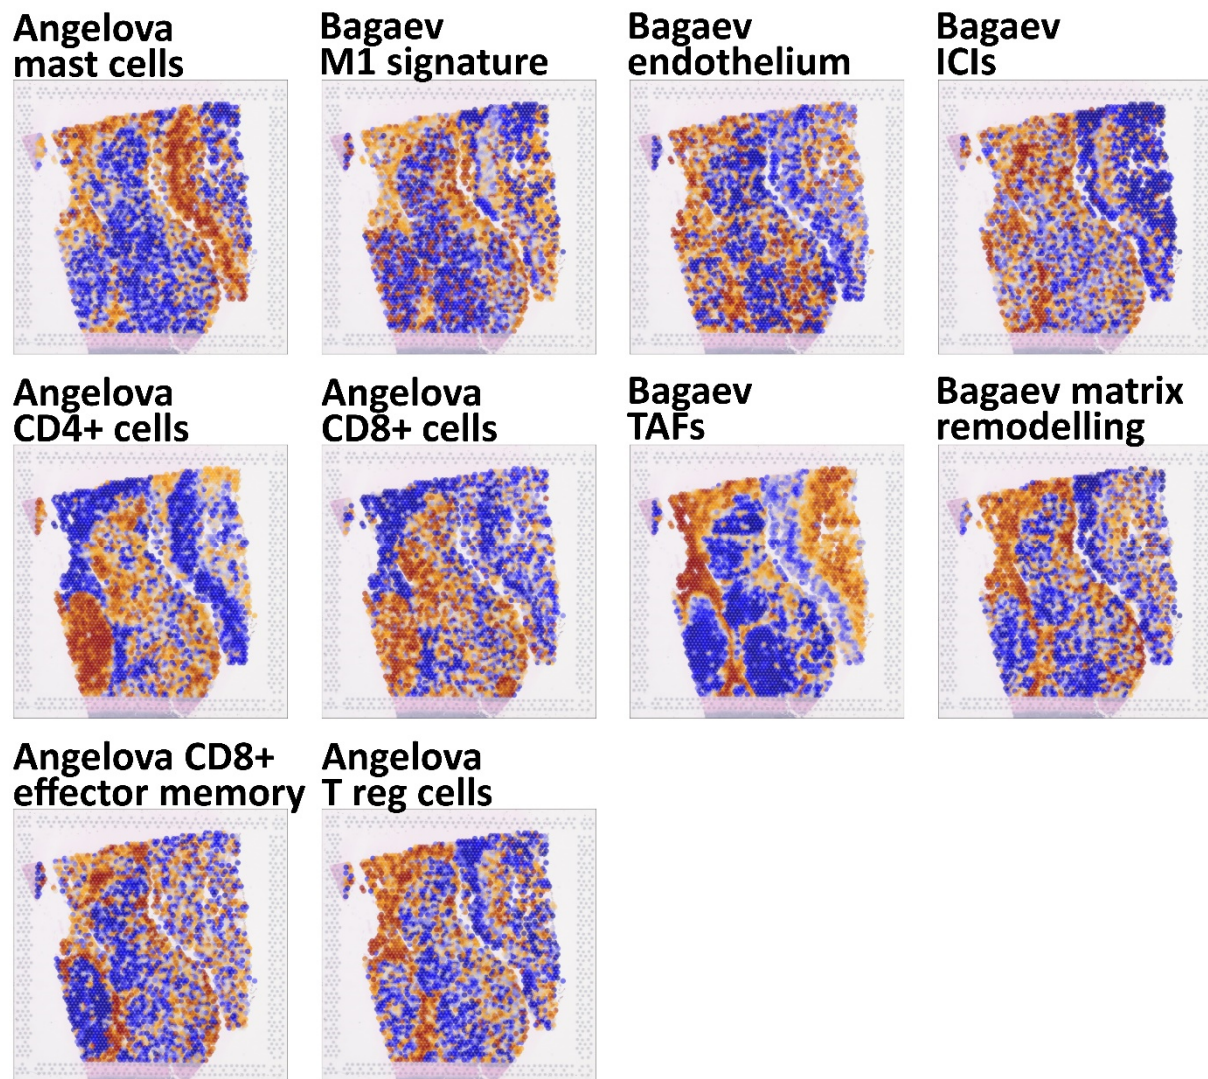 Angelova
mast cells
Bagaev
M1 signature
Bagaev
endothelium
Bagaev
ICIs
Angelova
CD4+ cells
Angelova
CD8+ cells
Bagaev
TAFs
Bagaev matrix
remodelling
Angelova CD8+
effector memory
Angelova
T reg cells